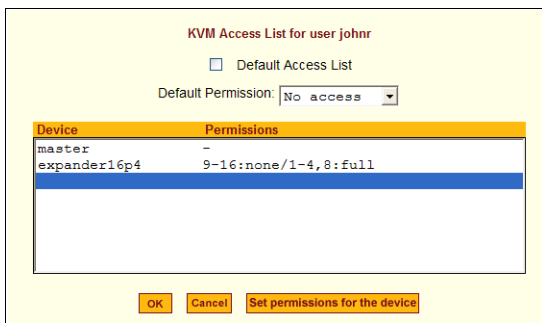 KVM Access List for user johnr
Default Access List
Default Permission: No access
Device Permissions
master -
expander16p4 9-16:none/1-4,8:full
OK Cancel Set permissions for the device